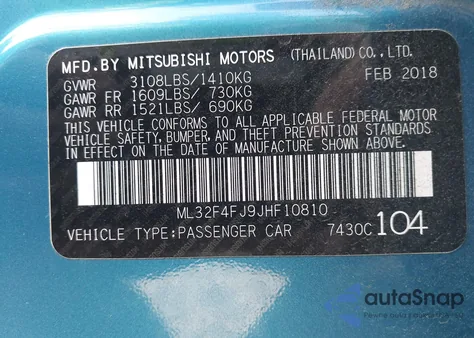 MFD.BY MITSUBISHI MOTORS (THAILAND)CO.,LTD.
GVWR 3108LBS/1410KG FEB 2018
GAWR FR 1609LBS/ 730KG
GAWR RR 1521LBS/ 690KG
THIS VEHICLE CONFORMS TO ALL APPLICABLE FEDERAL MOTOR
VEHICLE SAFETY, BUMPER, AND THEFT PREVENTION STANDARDS
IN EFFECT ON THE DATE OF MANUFACTURE SHOWN ABOVE.
ML32F4FJ9JHF10810
VEHICLE TYPE:PASSENGER CAR 7430C 104
autoSnap